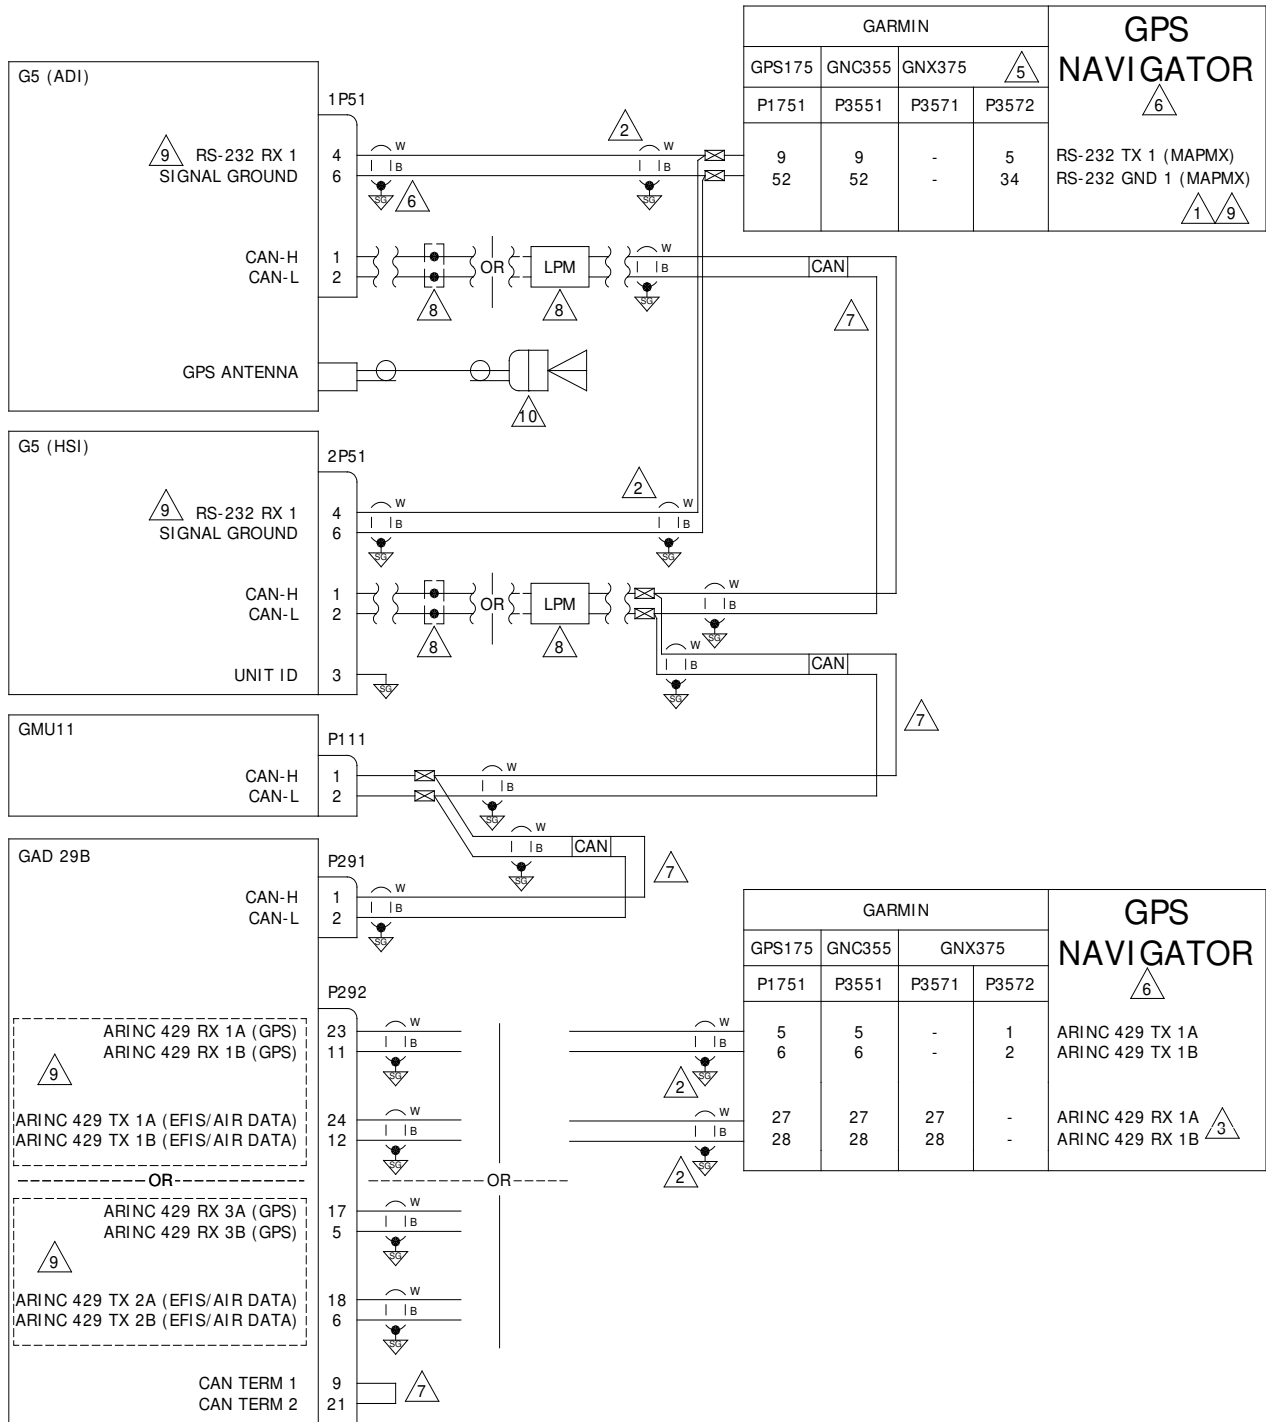 GARMIN
GPS NAVIGATOR
GPS175 GNC355 GNX375 5
6
P1751 P3551 P3571 P3572
9 9 - 5 RS-232 TX 1 (MAPMX)
52 52 - 34 RS-232 GND 1 (MAPMX)
1 9
G5 (ADI)
1P51
2
9 RS-232 RX 1 4 W W
SIGNAL GROUND 6 B B
SG 6 SG
CAN-H 1 OR LPM W CAN
CAN-L 2 B
8 8 SG 7
GPS ANTENNA
10
G5 (HSI)
2P51
2
9 RS-232 RX 1 4 W W
SIGNAL GROUND 6 B B
SG SG
CAN-H 1 OR LPM W
CAN-L 2 B
8 8 SG
W CAN
B
UNIT ID 3 SG SG
7
GMU11
P111
CAN-H 1 W
CAN-L 2 B
SG
W CAN
B
SG 7
GAD 29B
P291
CAN-H 1 W
CAN-L 2 B
SG
GARMIN
GPS NAVIGATOR
GPS175 GNC355 GNX375
6
P1751 P3551 P3571 P3572
P292
ARINC 429 RX 1A (GPS) 23 W W 5 5 - 1 ARINC 429 TX 1A
ARINC 429 RX 1B (GPS) 11 B B 6 6 - 2 ARINC 429 TX 1B
9 SG 2 SG
ARINC 429 TX 1A (EFIS/AIR DATA) 24 W W 27 27 27 - ARINC 429 RX 1A
ARINC 429 TX 1B (EFIS/AIR DATA) 12 B B 28 28 28 - ARINC 429 RX 1B 3
SG 2 SG
OR OR
ARINC 429 RX 3A (GPS) 17 W
ARINC 429 RX 3B (GPS) 5 B
9 SG
ARINC 429 TX 2A (EFIS/AIR DATA) 18 W
ARINC 429 TX 2B (EFIS/AIR DATA) 6 B
SG
CAN TERM 1 9 7
CAN TERM 2 21